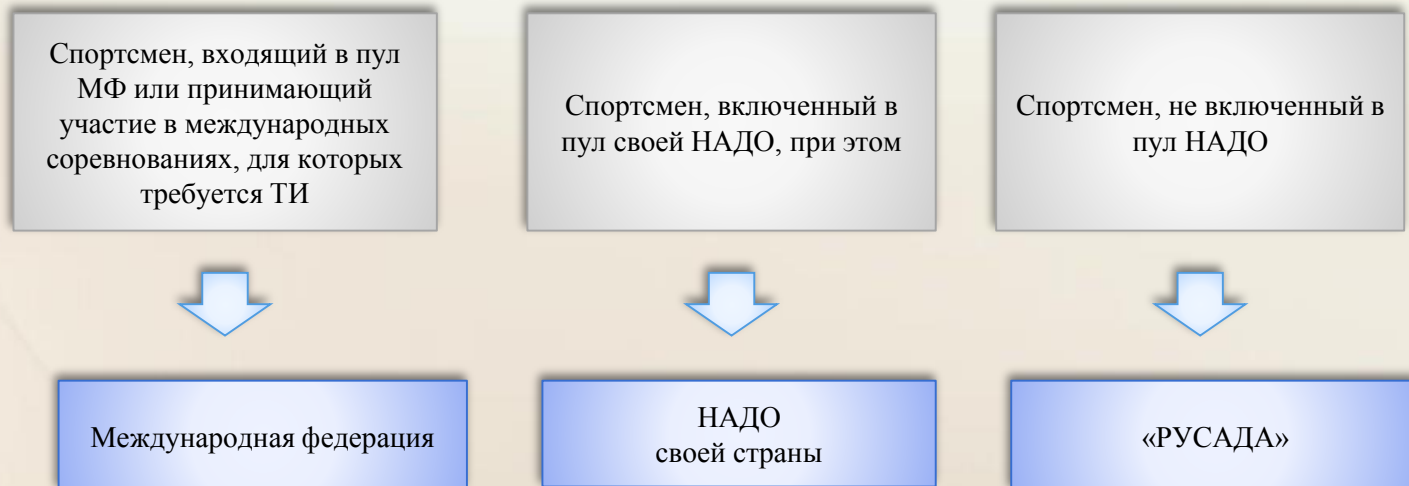 Спортсмен, входящий в пул
МФ или принимающий
участие в международных
соревнованиях, для которых
требуется ТИ
Спортсмен, включенный в
пул своей НАДО, при этом
Спортсмен, не включенный в
пул НАДО
Международная федерация
НАДО
своей страны
«РУСАДА»